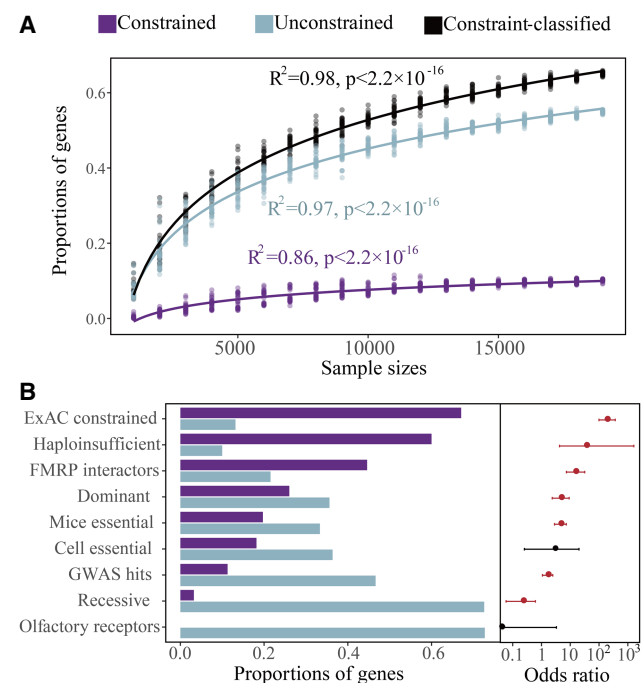 A
Constrained Unconstrained Constraint-classified
R²=0.98, p<2.2×10⁻¹⁶
0.6
0.4
R²=0.97, p<2.2×10⁻¹⁶
0.2
R²=0.86, p<2.2×10⁻¹⁶
0.0
Proportions of genes
5000 10000 15000
Sample sizes
B
ExAC constrained
Haploinsufficient
FMRP interactors
Dominant
Mice essential
Cell essential
GWAS hits
Recessive
Olfactory receptors
0.0 0.2 0.4 0.6 0.1 1 10 10² 10³
Proportions of genes Odds ratio